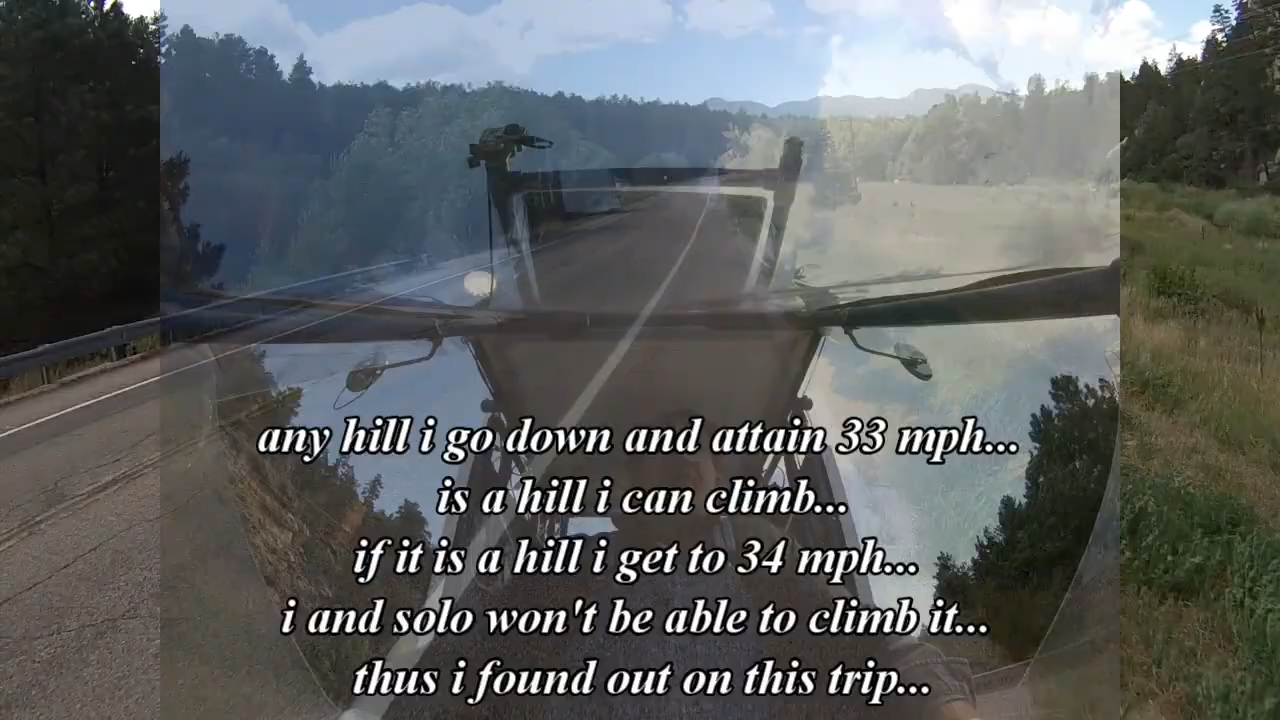 any hill i go down and attain 33 mph...
is a hill i can climb...
if it is a hill i get to 34 mph...
i and solo won't be able to climb it...
thus i found out on this trip...